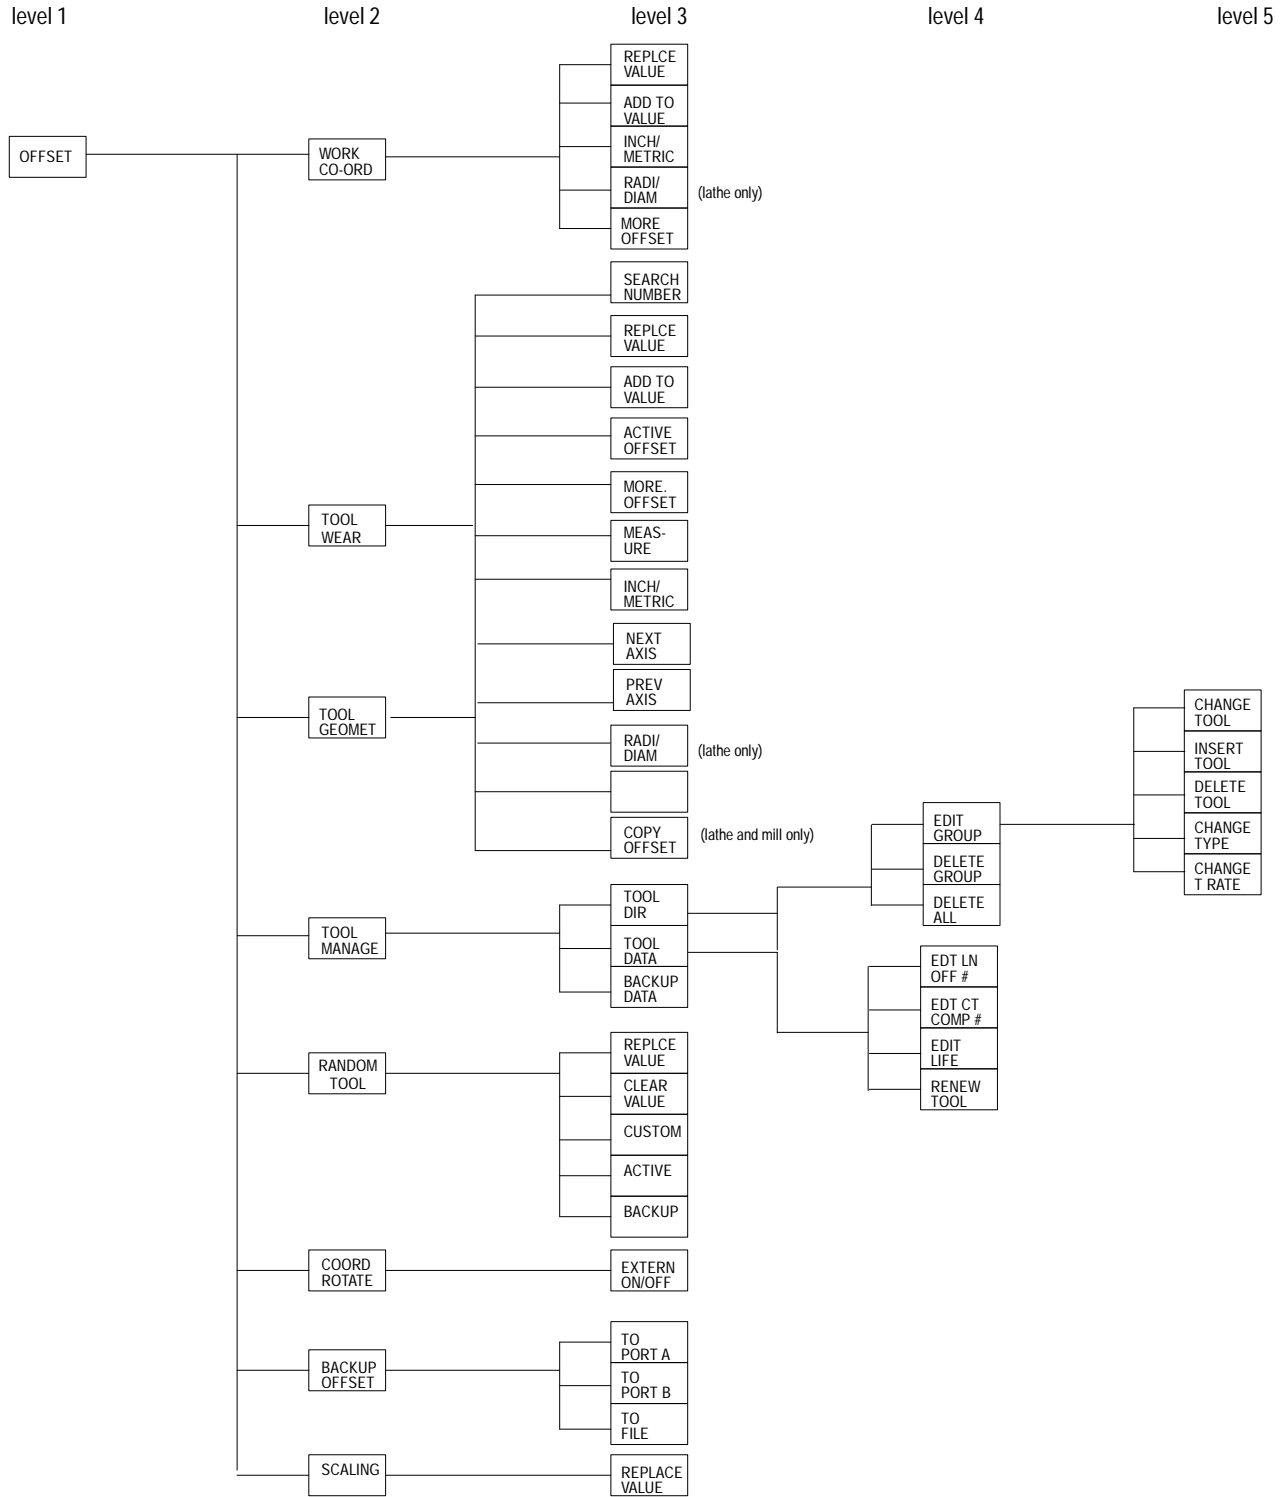 level 1
level 2
level 3
level 4
level 5
OFFSET
WORK
CO-ORD
REPLCE
VALUE
ADD TO
VALUE
INCH/
METRIC
RADI/
DIAM
(lathe only)
MORE
OFFSET
TOOL
WEAR
TOOL
GEOMET
SEARCH
NUMBER
REPLCE
VALUE
ADD TO
VALUE
ACTIVE
OFFSET
MORE.
OFFSET
MEAS-
URE
INCH/
METRIC
NEXT
AXIS
PREV
AXIS
RADI/
DIAM
(lathe only)
COPY
OFFSET
(lathe and mill only)
TOOL
MANAGE
TOOL
DIR
TOOL
DATA
BACKUP
DATA
EDIT
GROUP
DELETE
GROUP
DELETE
ALL
CHANGE
TOOL
INSERT
TOOL
DELETE
TOOL
CHANGE
TYPE
CHANGE
T RATE
EDT LN
OFF #
EDT CT
COMP #
EDIT
LIFE
RENEW
TOOL
RANDOM
TOOL
REPLCE
VALUE
CLEAR
VALUE
CUSTOM
ACTIVE
BACKUP
COORD
ROTATE
EXTERN
ON/OFF
BACKUP
OFFSET
TO
PORT A
TO
PORT B
TO
FILE
SCALING
REPLACE
VALUE